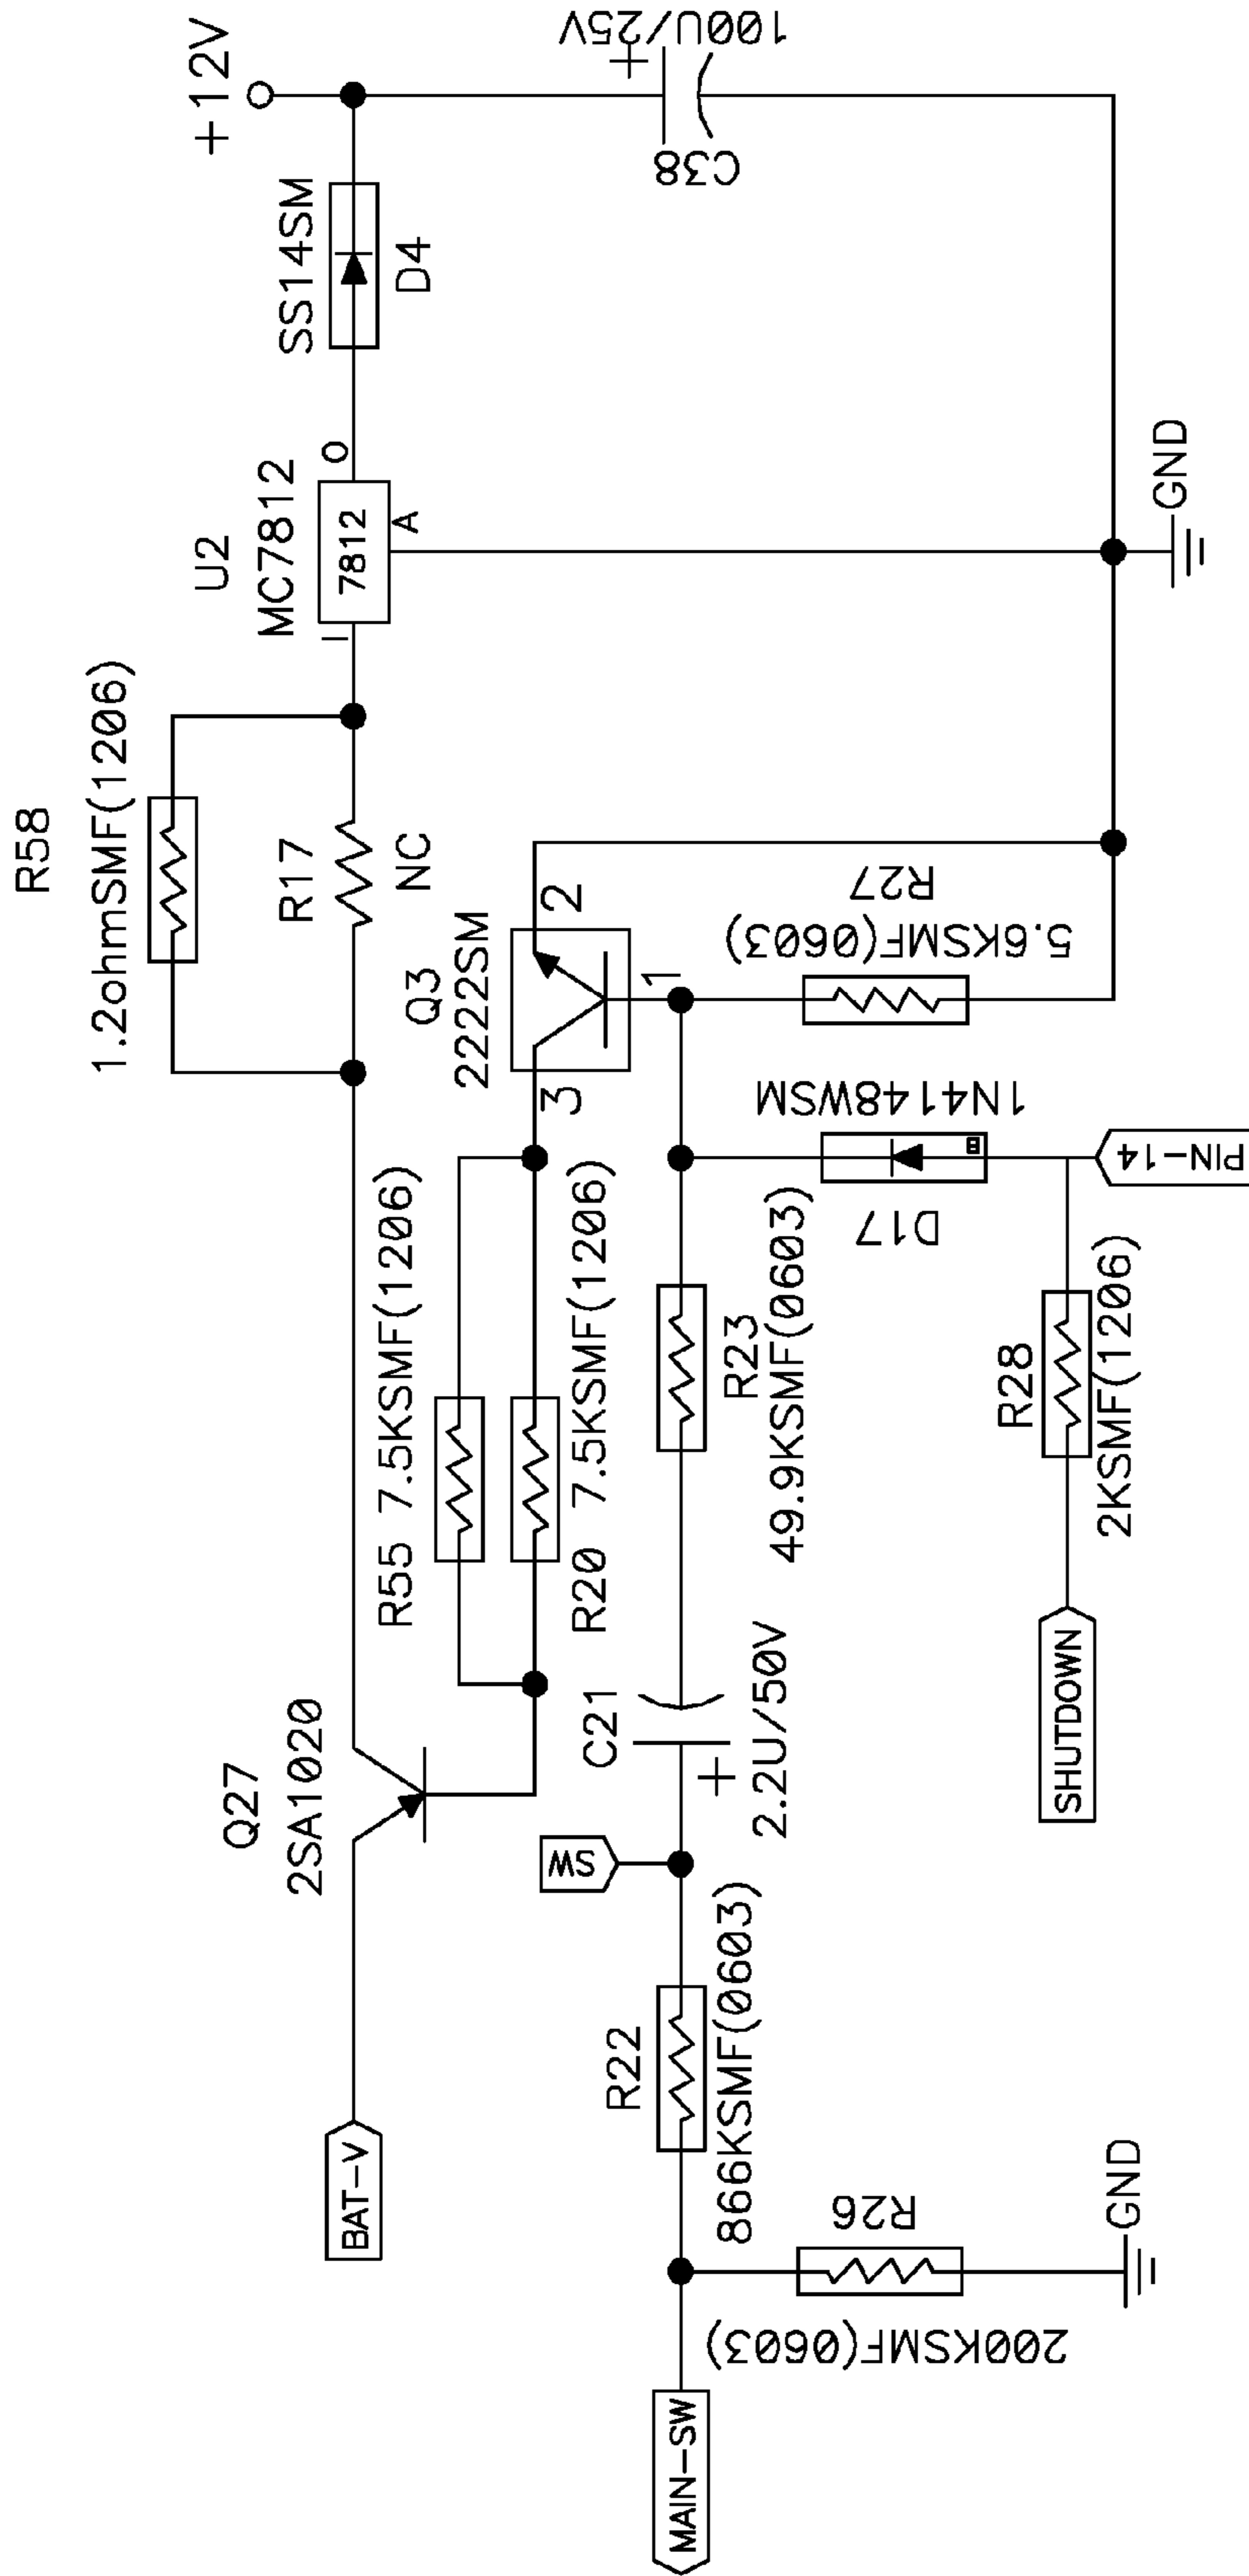 R58
1.2ohmSMF(1206)
R17
NC
U2
MC7812
7812
I
O
A
SS14SM
D4
+12V
+
C38
100U/25V
Q27
2SA1020
BAT-V
R55 7.5KSMF(1206)
R20 7.5KSMF(1206)
Q3
2222SM
3
2
1
R27
5.6KSMF(0603)
GND
SW
C21
+
2.2U/50V
R23
49.9KSMF(0603)
D17
1N4148WSM
B
PIN-14
R28
2KSMF(1206)
SHUTDOWN
R22
866KSMF(0603)
MAIN-SW
R26
200KSMF(0603)
GND